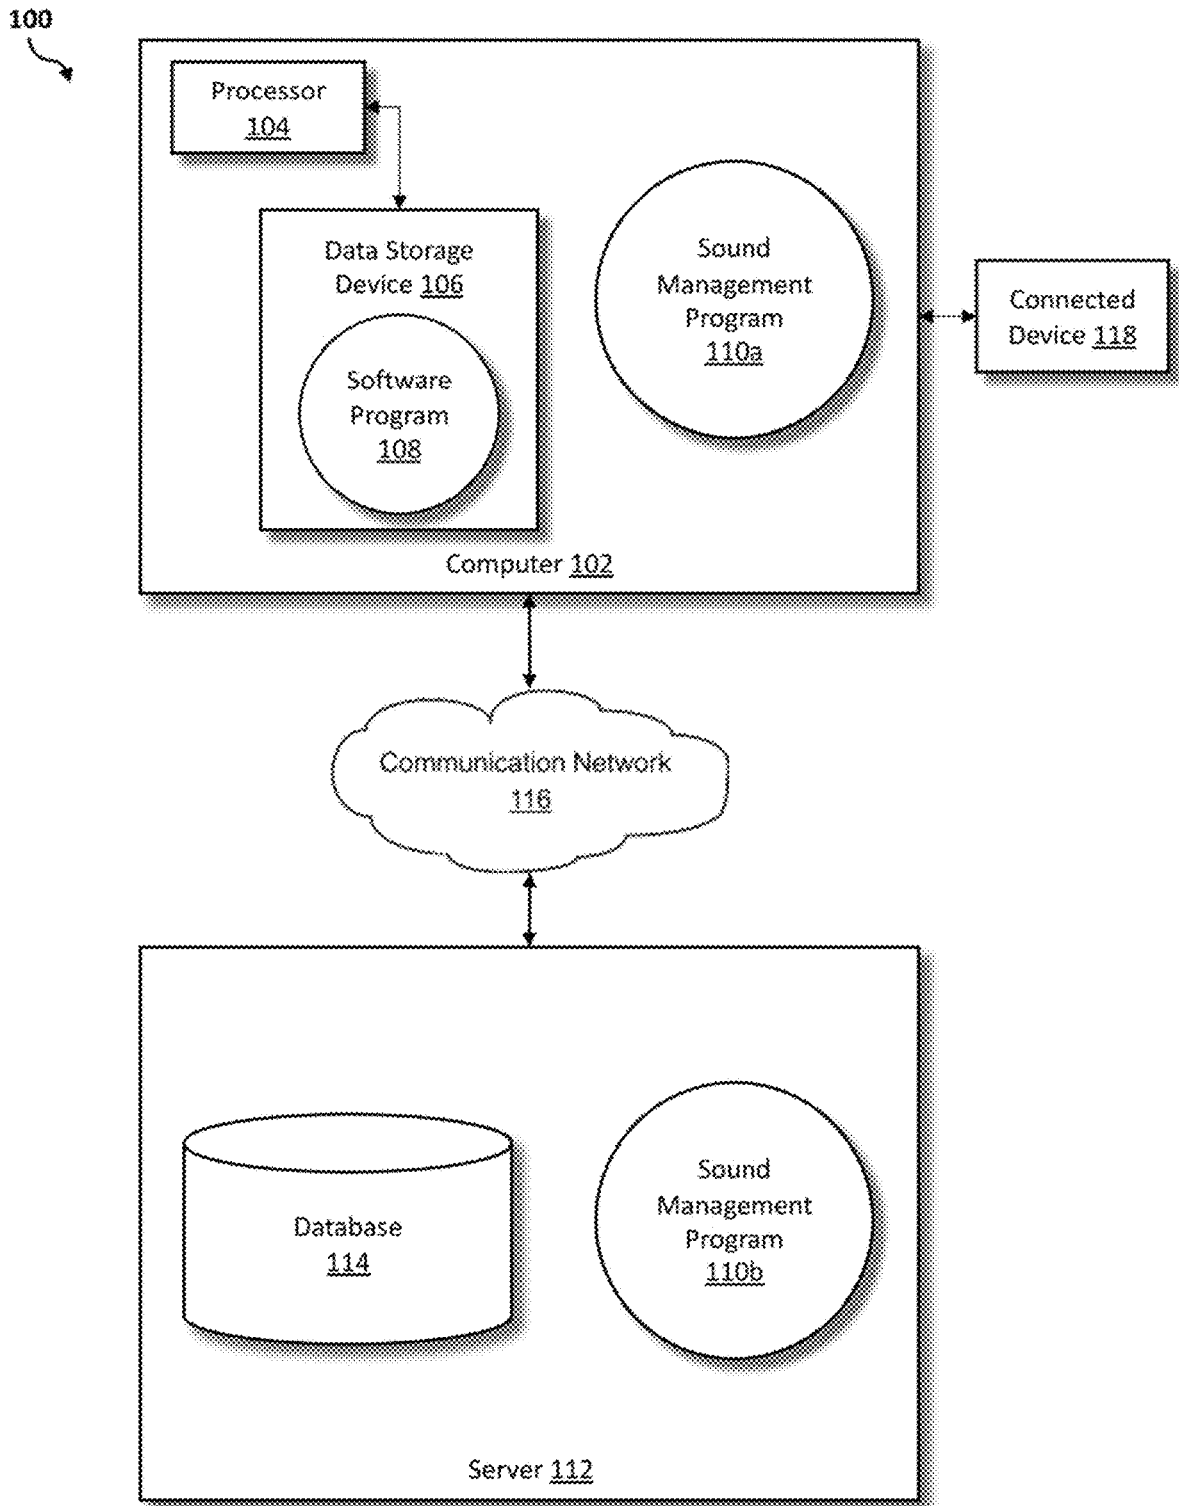 100
Processor
104
Data Storage
Device 106
Software
Program
108
Sound
Management
Program
110a
Connected
Device 118
Computer 102
Communication Network
116
Database
114
Sound
Management
Program
110b
Server 112